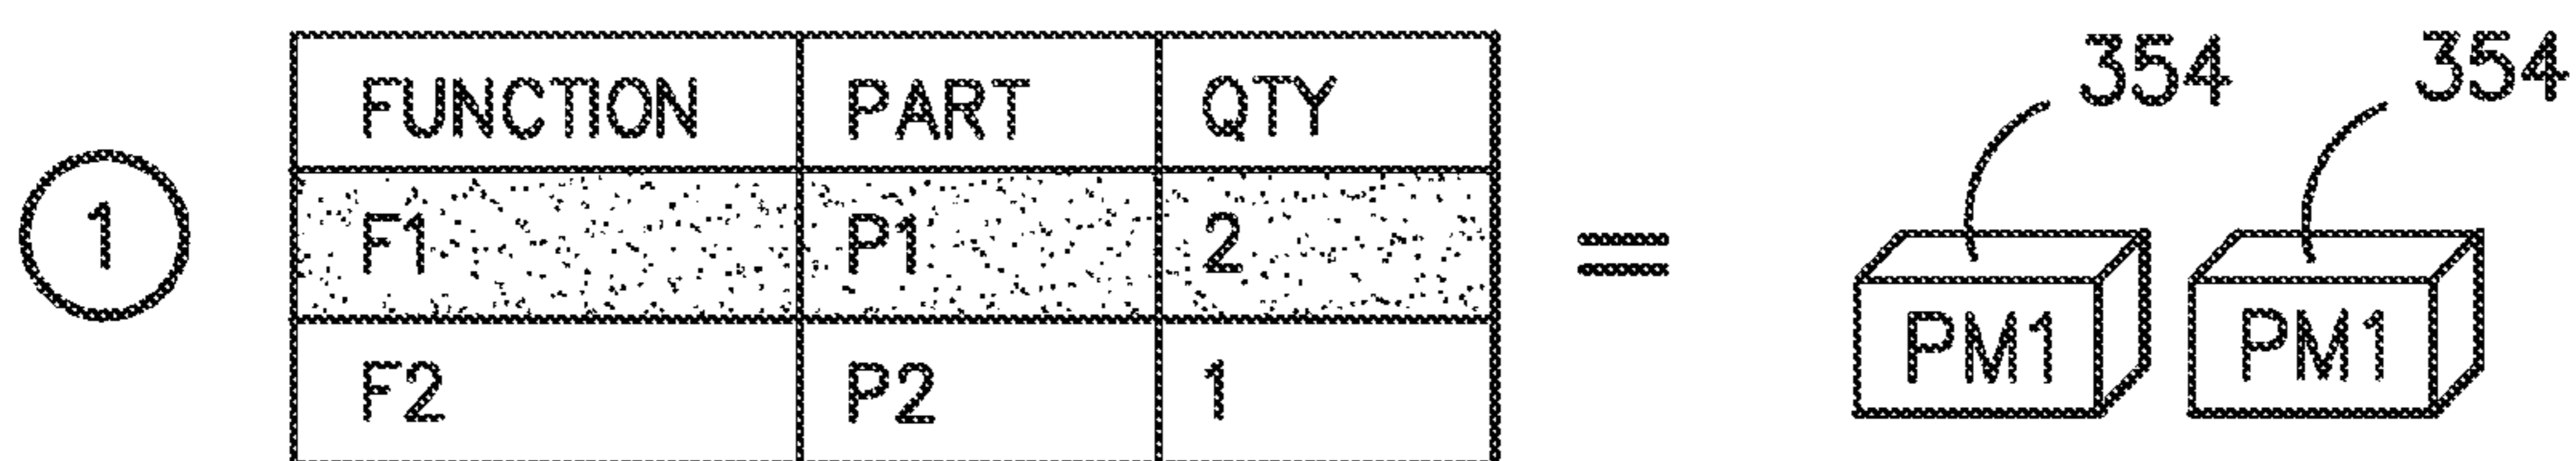 354 354
FUNCTION PART QTY
1 F1 P1 2 =
PM1 PM1
F2 P2 1